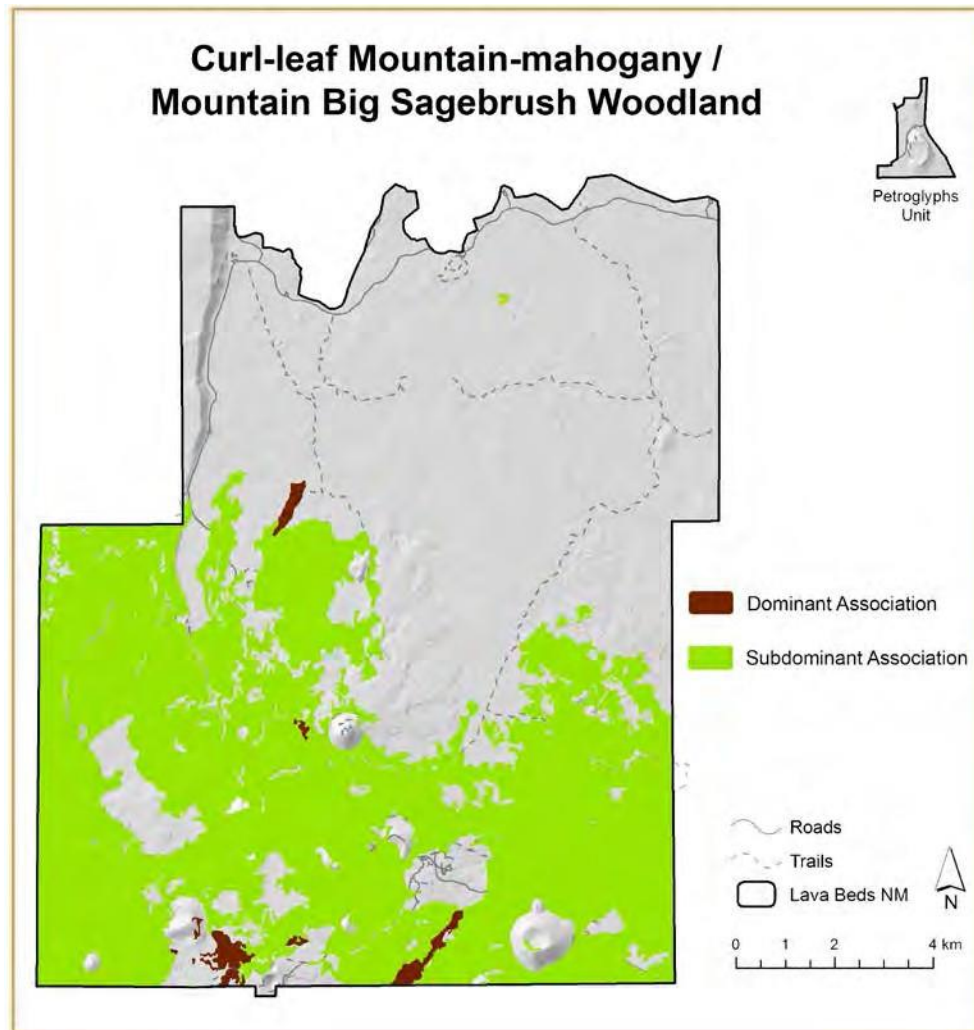 Curl-leaf Mountain-mahogany /
Mountain Big Sagebrush Woodland
Petroglyphs
Unit
Dominant Association
Subdominant Association
Roads
Trails
Lava Beds NM
N
0 1 2 4 km